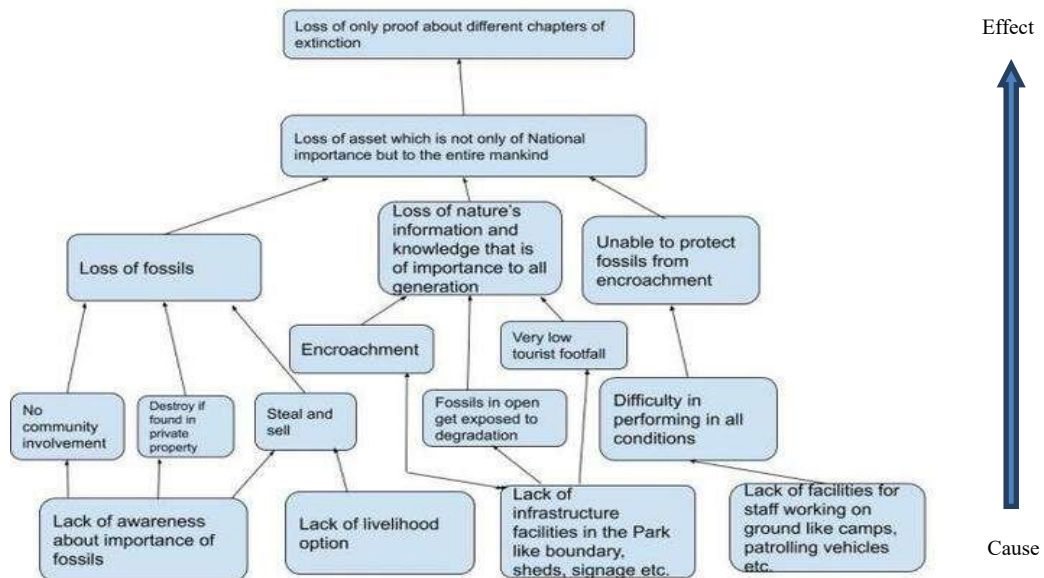 Loss of only proof about different chapters of
extinction
Effect
Loss of asset which is not only of National
importance but to the entire mankind
Loss of fossils
Loss of nature's
information and
knowledge that is
of importance to all
generation
Unable to protect
fossils from
encroachment
Encroachment
Very low
tourist footfall
No
community
involvement
Destroy if
found in
private
property
Steal and
sell
Fossils in open
get exposed to
degradation
Difficulty in
performing in all
conditions
Lack of awareness
about importance of
fossils
Lack of livelihood
option
Lack of
infrastructure
facilities in the Park
like boundary,
sheds, signage etc.
Lack of facilities for
staff working on
ground like camps,
patrolling vehicles
etc.
Cause